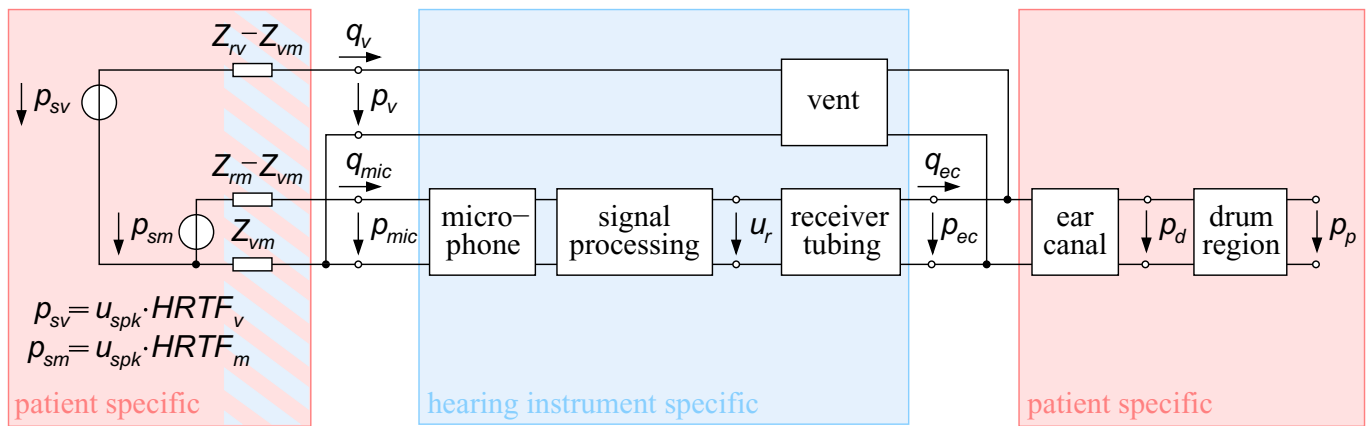 Z_rv−Z_vm
q_v
p_sv
p_v
vent
Z_rm−Z_vm
q_mic
q_ec
p_sm
Z_vm
p_mic
micro−
phone
signal
processing
u_r
receiver
tubing
p_ec
ear
canal
p_d
drum
region
p_p
p_sv = u_spk · HRTF_v
p_sm = u_spk · HRTF_m
patient specific
hearing instrument specific
patient specific